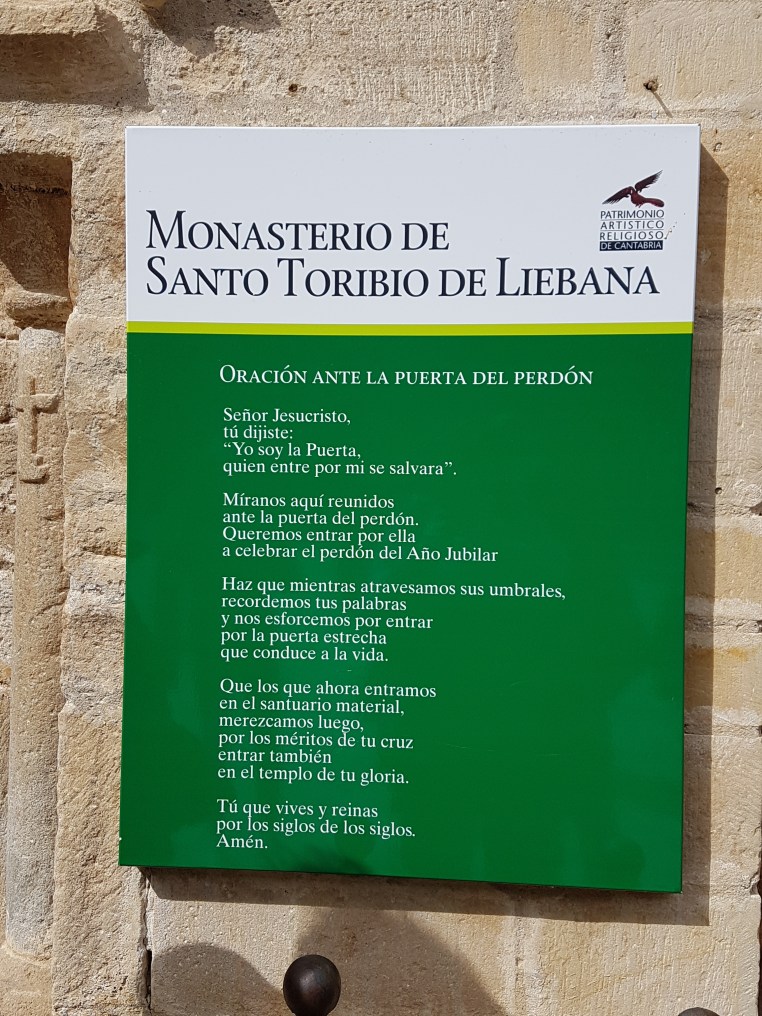 MONASTERIO DE
SANTO TORIBIO DE LIEBANA
PATRIMONIO
ARTISTICO
RELIGIOSO
DE CANTABRIA
ORACIÓN ANTE LA PUERTA DEL PERDÓN
Señor Jesucristo,
tú dijiste:
“Yo soy la Puerta,
quien entre por mi se salvara”.
Míranos aquí reunidos
ante la puerta del perdón.
Queremos entrar por ella
a celebrar el perdón del Año Jubilar
Haz que mientras atravesamos sus umbrales,
recordemos tus palabras
y nos esforcemos por entrar
por la puerta estrecha
que conduce a la vida.
Que los que ahora entramos
en el santuario material,
merezcamos luego,
por los méritos de tu cruz
entrar también
en el templo de tu gloria.
Tú que vives y reinas
por los siglos de los siglos.
Amén.